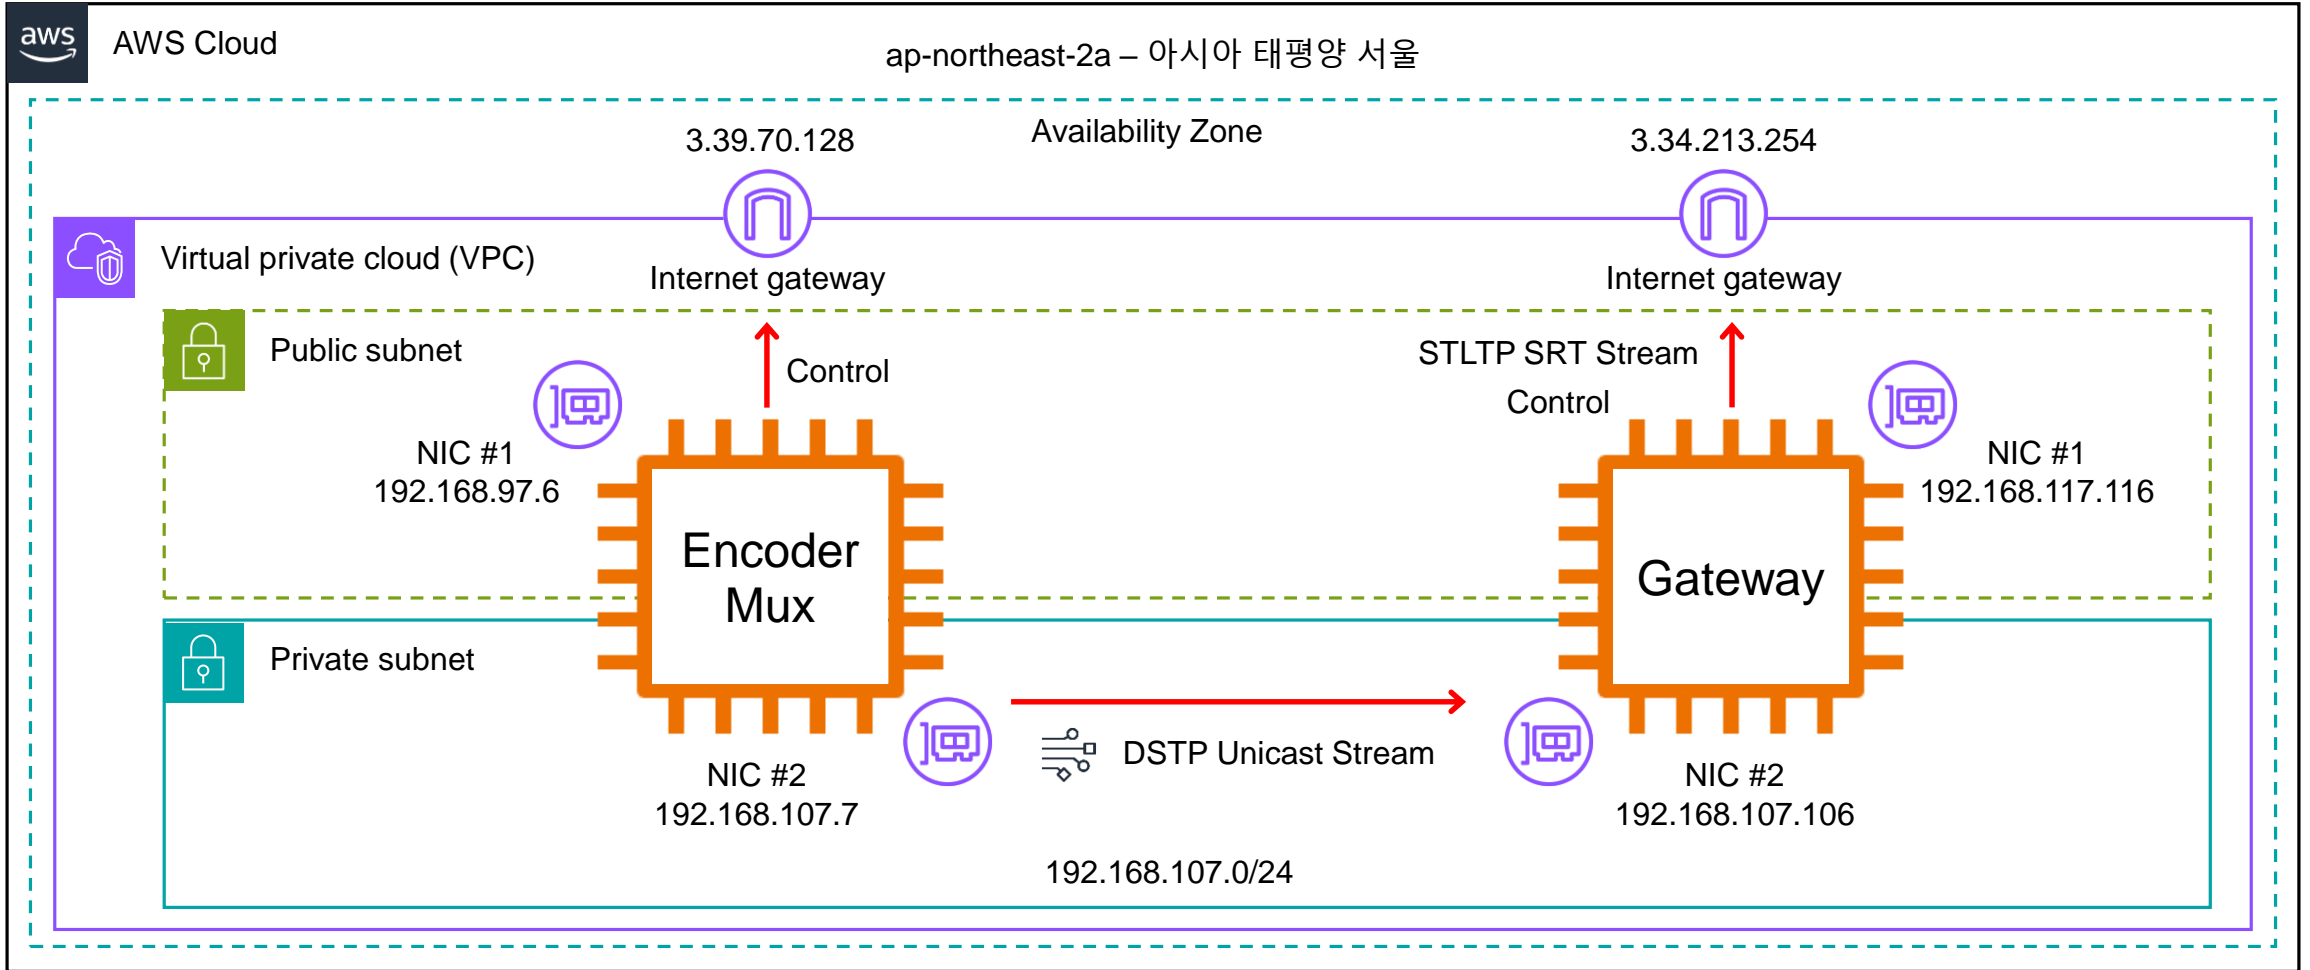 aws
AWS Cloud
ap-northeast-2a – 아시아 태평양 서울
Availability Zone
3.39.70.128
3.34.213.254
Virtual private cloud (VPC)
Internet gateway
Internet gateway
Public subnet
Control
STLTP SRT Stream
Control
NIC #1
192.168.97.6
NIC #1
192.168.117.116
Encoder
Mux
Gateway
Private subnet
DSTP Unicast Stream
NIC #2
192.168.107.7
NIC #2
192.168.107.106
192.168.107.0/24